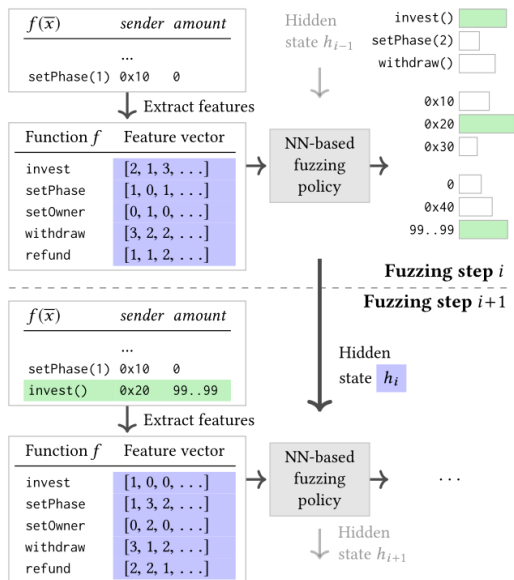 f(x̅) sender amount
...
setPhase(1) 0x10 0
Extract features
Function f Feature vector
invest [2, 1, 3, . . .]
setPhase [1, 0, 1, . . .]
setOwner [0, 1, 0, . . .]
withdraw [3, 2, 2, . . .]
refund [1, 1, 2, . . .]
Hidden
state hᵢ₋₁
NN-based
fuzzing
policy
invest()
setPhase(2)
withdraw()
0x10
0x20
0x30
0
0x40
99..99
Fuzzing step i
Fuzzing step i+1
f(x̅) sender amount
...
setPhase(1) 0x10 0
invest() 0x20 99..99
Extract features
Hidden
state hᵢ
Function f Feature vector
invest [1, 0, 0, . . .]
setPhase [1, 3, 2, . . .]
setOwner [0, 2, 0, . . .]
withdraw [3, 1, 2, . . .]
refund [2, 2, 1, . . .]
NN-based
fuzzing
policy
. . .
Hidden
state hᵢ₊₁